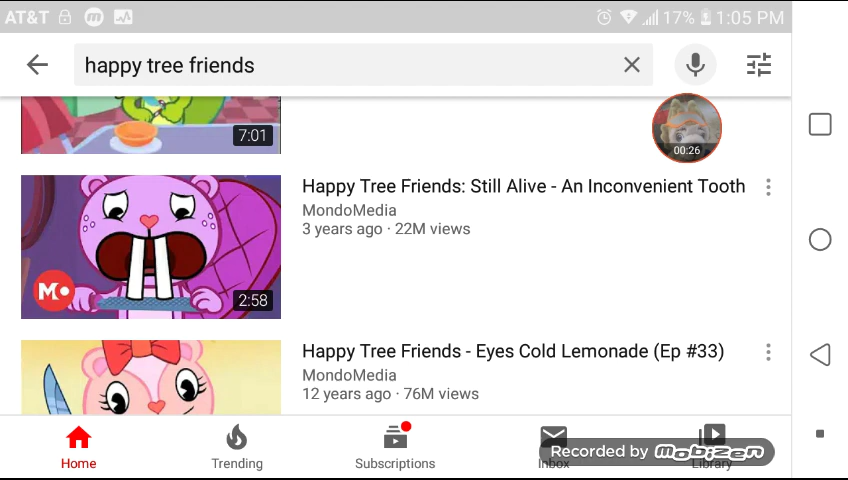 AT&T 17% 1:05 PM
happy tree friends
7:01
00:26
Happy Tree Friends: Still Alive - An Inconvenient Tooth
MondoMedia
3 years ago · 22M views
M
2:58
Happy Tree Friends - Eyes Cold Lemonade (Ep #33)
MondoMedia
12 years ago · 76M views
Home Trending Subscriptions Inbox Library
Recorded by mobizen